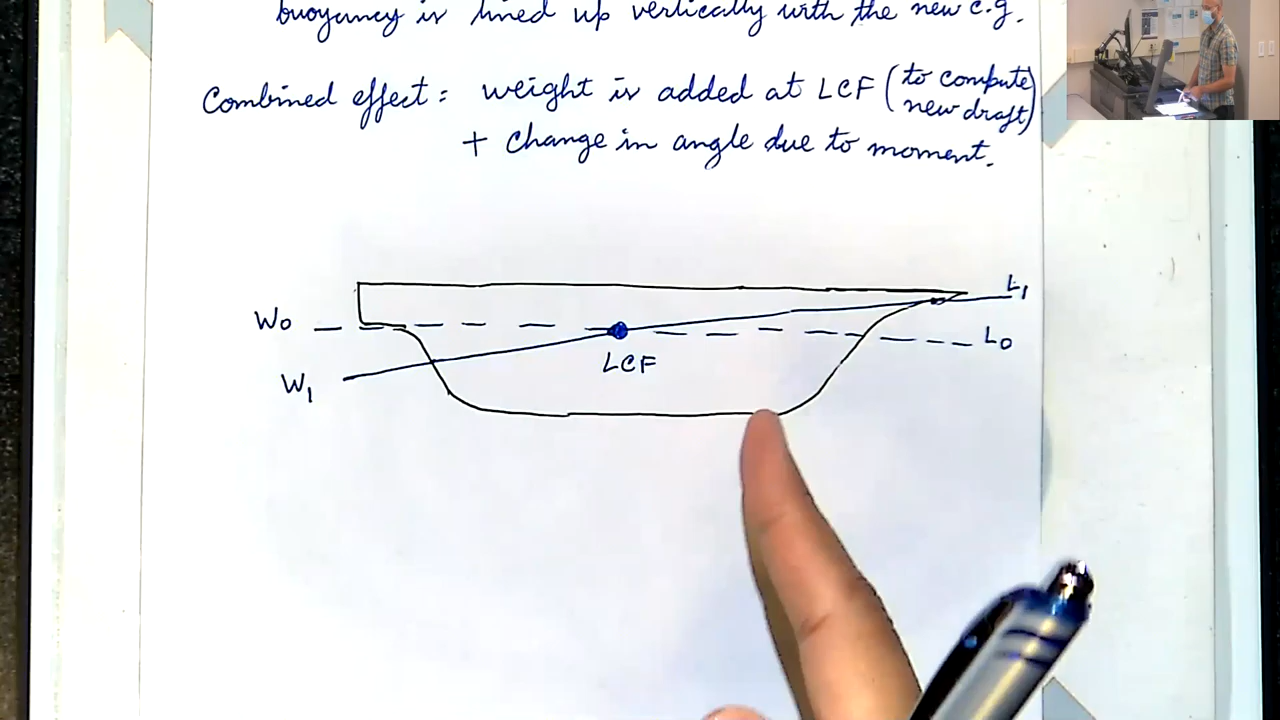 buoyancy is lined up vertically with the new c.g.
Combined effect: weight is added at LCF (to compute new draft)
+ change in angle due to moment.
L1
W0
L0
LCF
W1